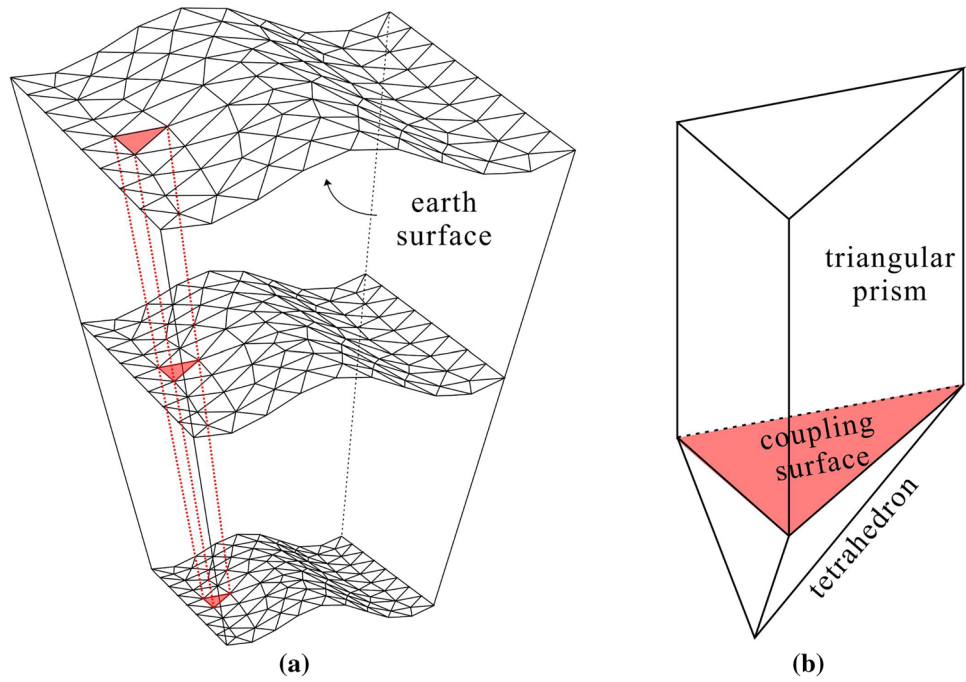 earth
surface
triangular
prism
coupling
surface
tetrahedron
(a)
(b)